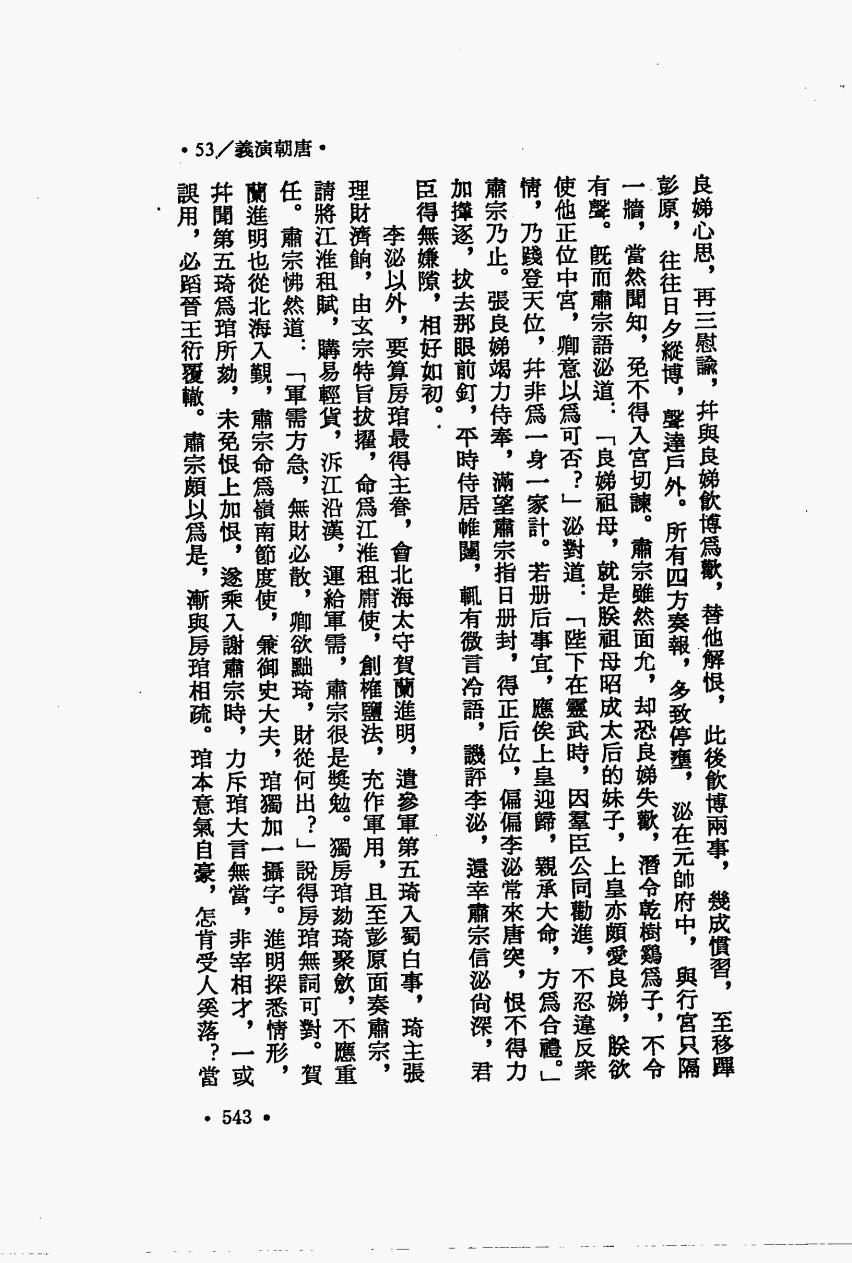 •53╱義演朝唐•
良娣心思，再三慰諭，幷與良娣飮博爲歡，替他解恨，此後飮博兩事，幾成慣習，至移蹕
彭原，往往日夕縱博，聲達戶外。所有四方奏報，多致停壅，泌在元帥府中，與行宮只隔
一牆，當然聞知，免不得入宮切諫。肅宗雖然面允，却恐良娣失歡，潛令乾樹鷄爲子，不令
有聲。旣而肅宗語泌道：「良娣祖母，就是朕祖母昭成太后的妹子，上皇亦頗愛良娣，朕欲
使他正位中宮，卿意以爲可否？」泌對道：「陛下在靈武時，因羣臣公同勸進，不忍違反衆
情，乃踐登天位，幷非爲一身一家計。若册后事宜，應俟上皇迎歸，親承大命，方爲合禮。」
肅宗乃止。張良娣竭力侍奉，滿望肅宗指日册封，得正后位，偏偏李泌常來唐突，恨不得力
加攆逐，拔去那眼前釘，平時侍居帷闥，輒有微言冷語，譏評李泌，還幸肅宗信泌尙深，君
臣得無嫌隙，相好如初。
李泌以外，要算房琯最得主眷，會北海太守賀蘭進明，遣參軍第五琦入蜀白事，琦主張
理財濟餉，由玄宗特旨拔擢，命爲江淮租庸使，創榷鹽法，充作軍用，且至彭原面奏肅宗，
請將江淮租賦，購易輕貨，泝江沿漢，運給軍需，肅宗很是獎勉。獨房琯劾琦聚斂，不應重
任。肅宗怫然道：「軍需方急，無財必散，卿欲黜琦，財從何出？」說得房琯無詞可對。賀
蘭進明也從北海入覲，肅宗命爲嶺南節度使，兼御史大夫，琯獨加一攝字。進明探悉情形，
幷聞第五琦爲琯所劾，未免恨上加恨，遂乘入謝肅宗時，力斥琯大言無當，非宰相才，一或
誤用，必蹈晉王衍覆轍。肅宗頗以爲是，漸與房琯相疏。琯本意氣自豪，怎肯受人奚落？當
•543•